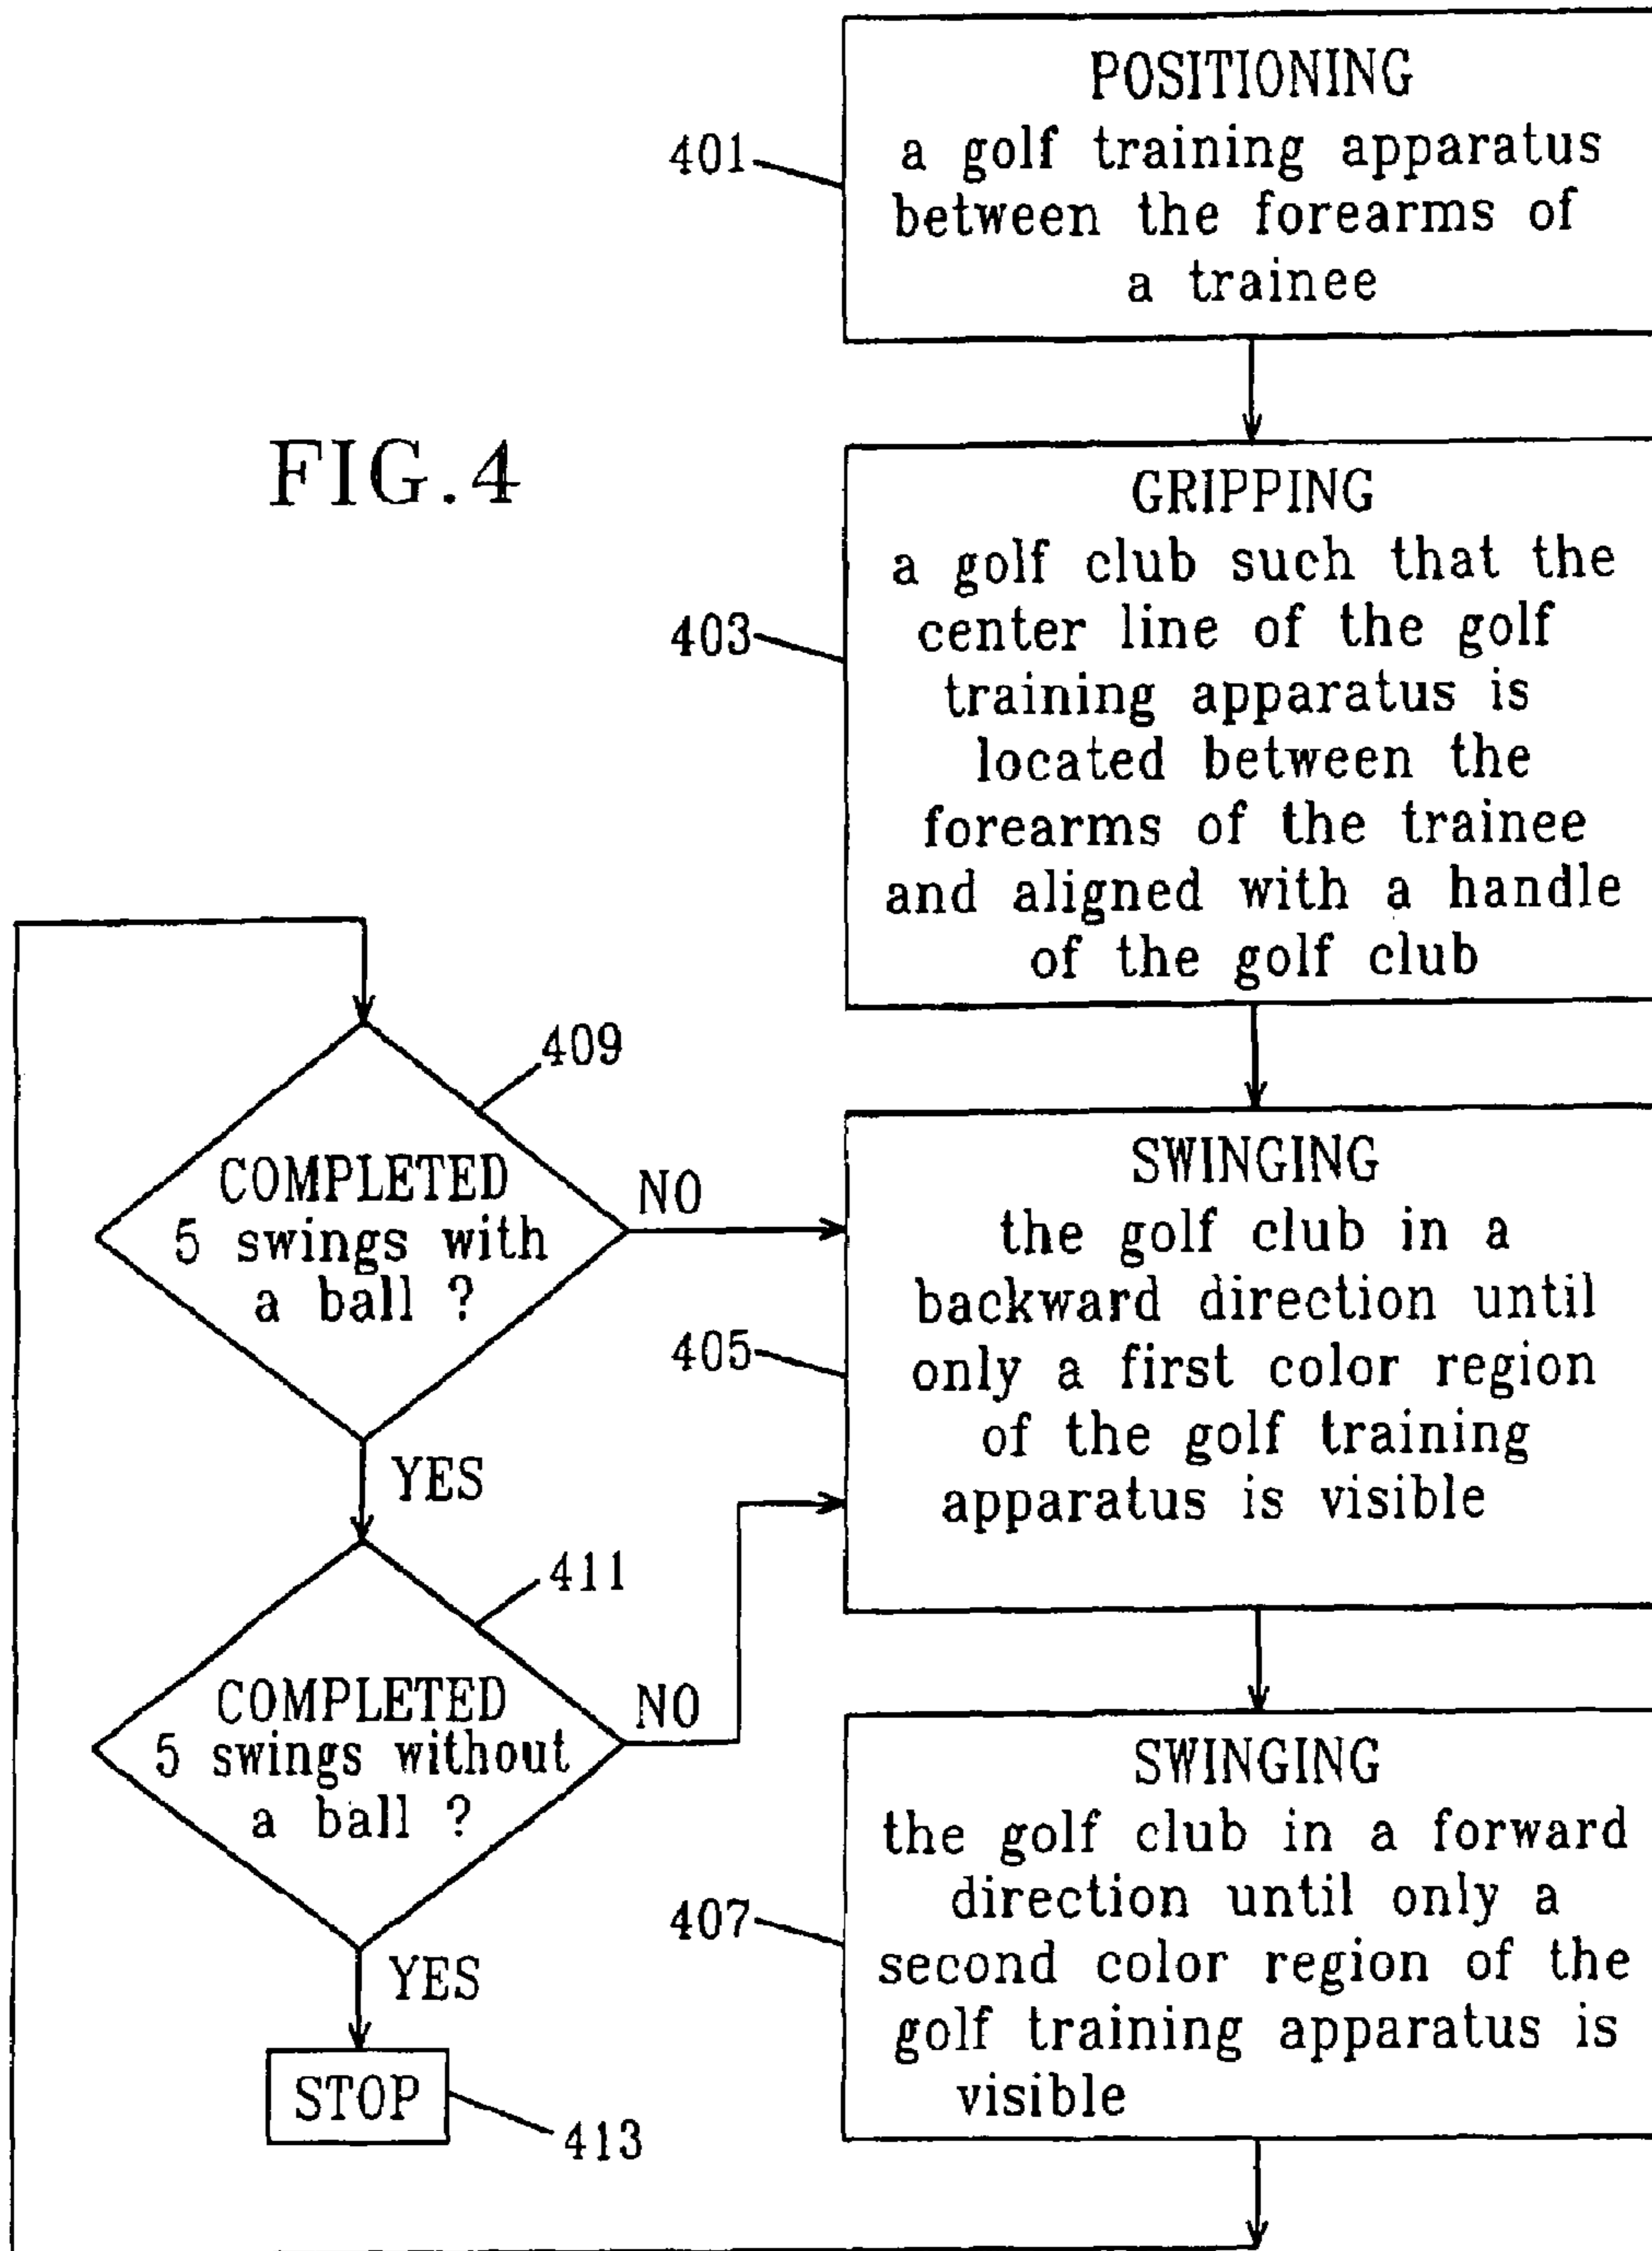 FIG.4
401
POSITIONING
a golf training apparatus
between the forearms of
a trainee
403
GRIPPING
a golf club such that the
center line of the golf
training apparatus is
located between the
forearms of the trainee
and aligned with a handle
of the golf club
405
SWINGING
the golf club in a
backward direction until
only a first color region
of the golf training
apparatus is visible
407
SWINGING
the golf club in a forward
direction until only a
second color region of the
golf training apparatus is
visible
409
COMPLETED
5 swings with
a ball ?
NO
YES
411
COMPLETED
5 swings without
a ball ?
NO
YES
STOP
413